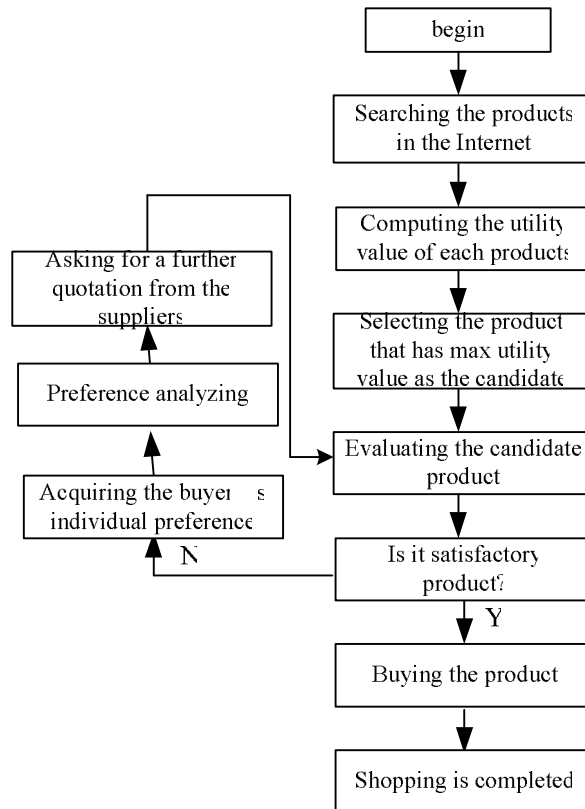 begin
Searching the products
in the Internet
Computing the utility
value of each products
Selecting the product
that has max utility
value as the candidate
Evaluating the candidate
product
Is it satisfactory
product?
Y
Buying the product
Shopping is completed
N
Acquiring the buyer s
individual preference
Preference analyzing
Asking for a further
quotation from the
suppliers